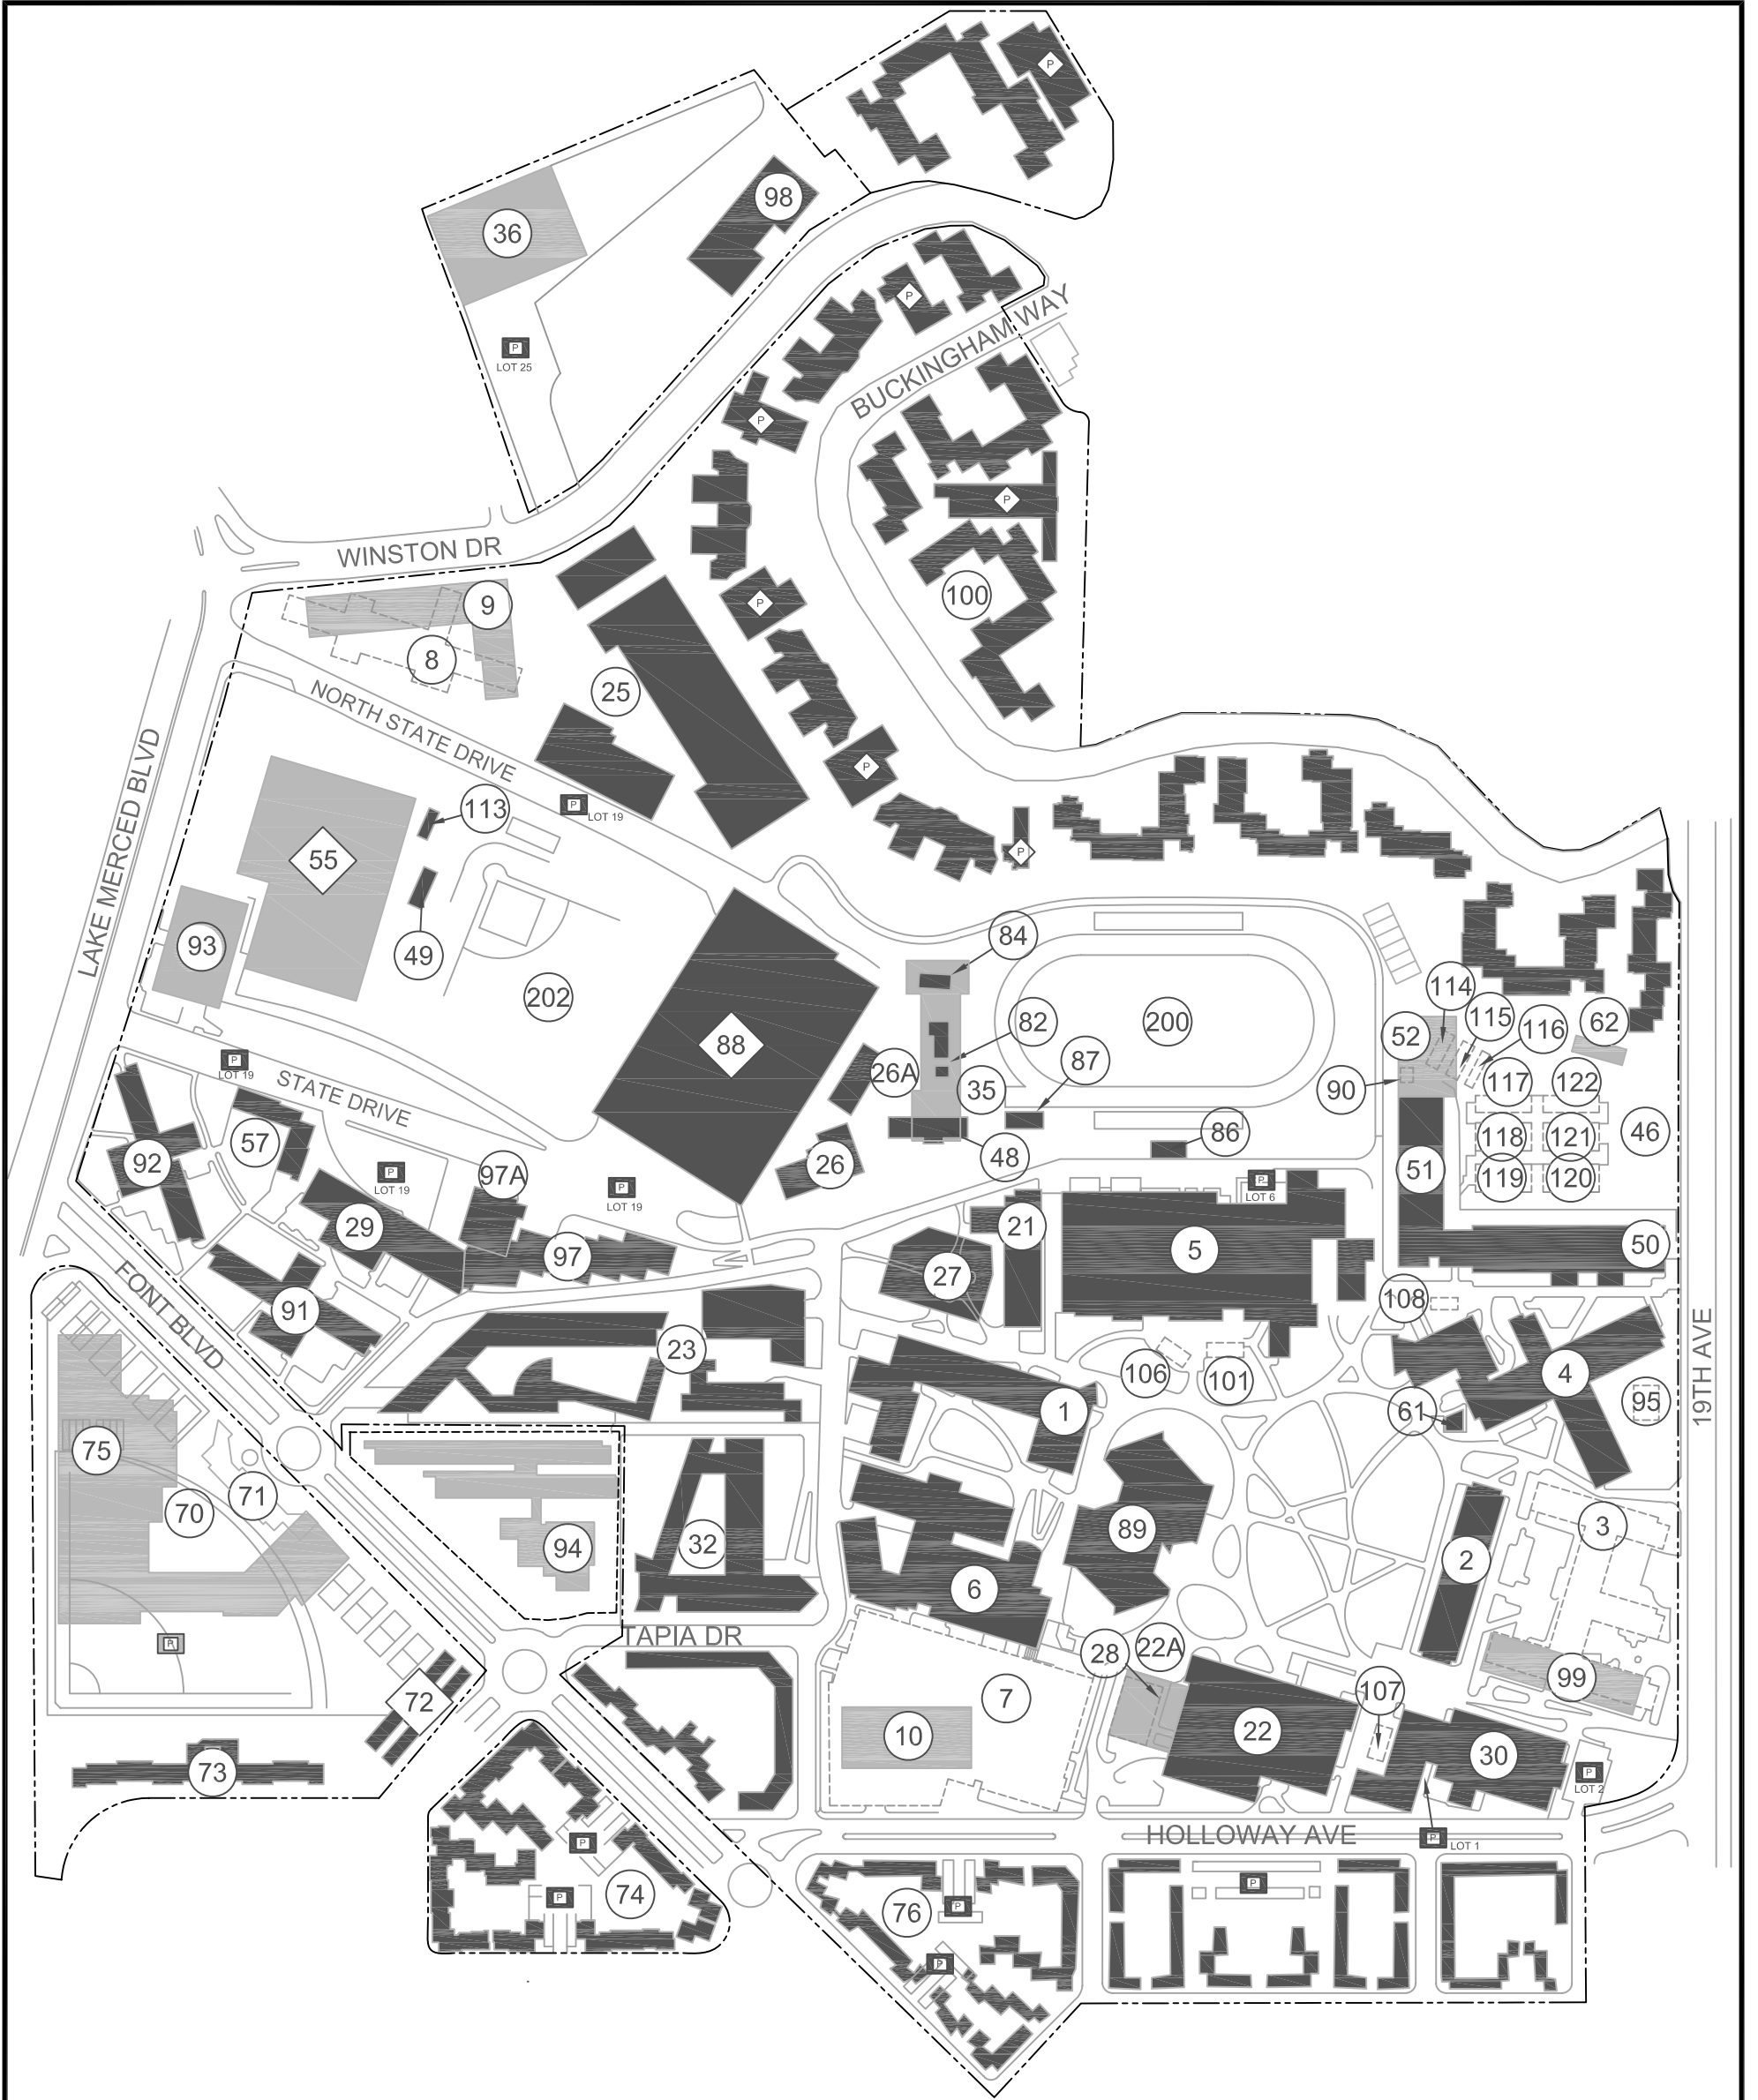 P
98
36
P
BUCKINGHAM WAY
P
LOT 25
P
P
WINSTON DR
9
100
P
8
25
NORTH STATE DRIVE
LAKE MERCED BLVD
P
113
P
LOT 19
55
P
49
84
93
202
114
200
82
115
116
62
52
88
P
LOT 19
26A
87
35
90
117
122
STATE DRIVE
57
86
118
121
46
92
P
LOT 19
97A
26
48
51
119
120
P
LOT 19
P
LOT 6
29
21
97
5
50
27
FONT BLVD
91
108
23
106
101
4
19TH AVE
1
61
95
75
71
70
89
3
94
32
2
6
P
TAPIA DR
28
22A
99
7
107
72
10
22
30
73
P
LOT 2
HOLLOWAY AVE
P
LOT 1
P
P
74
P
76
P
P